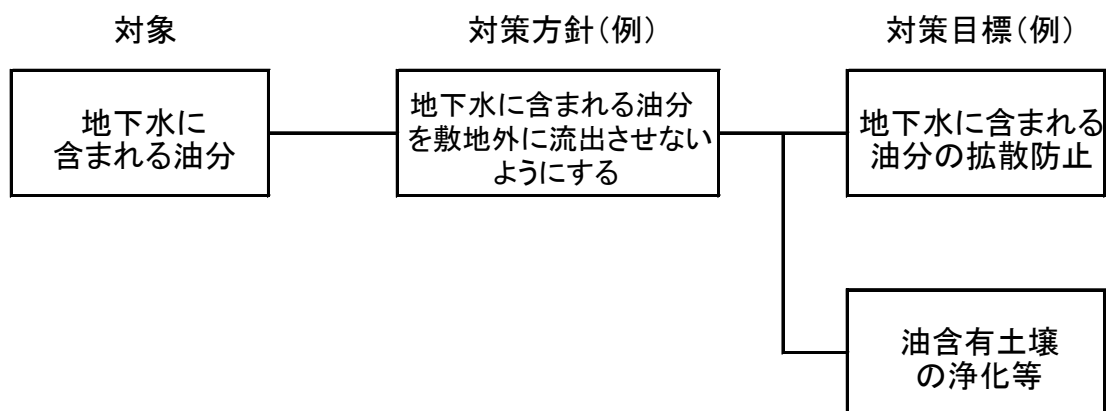 対象
対策方針（例）
対策目標（例）
地下水に
含まれる油分
地下水に含まれる油分
を敷地外に流出させない
ようにする
地下水に含まれる
油分の拡散防止
油含有土壌
の浄化等